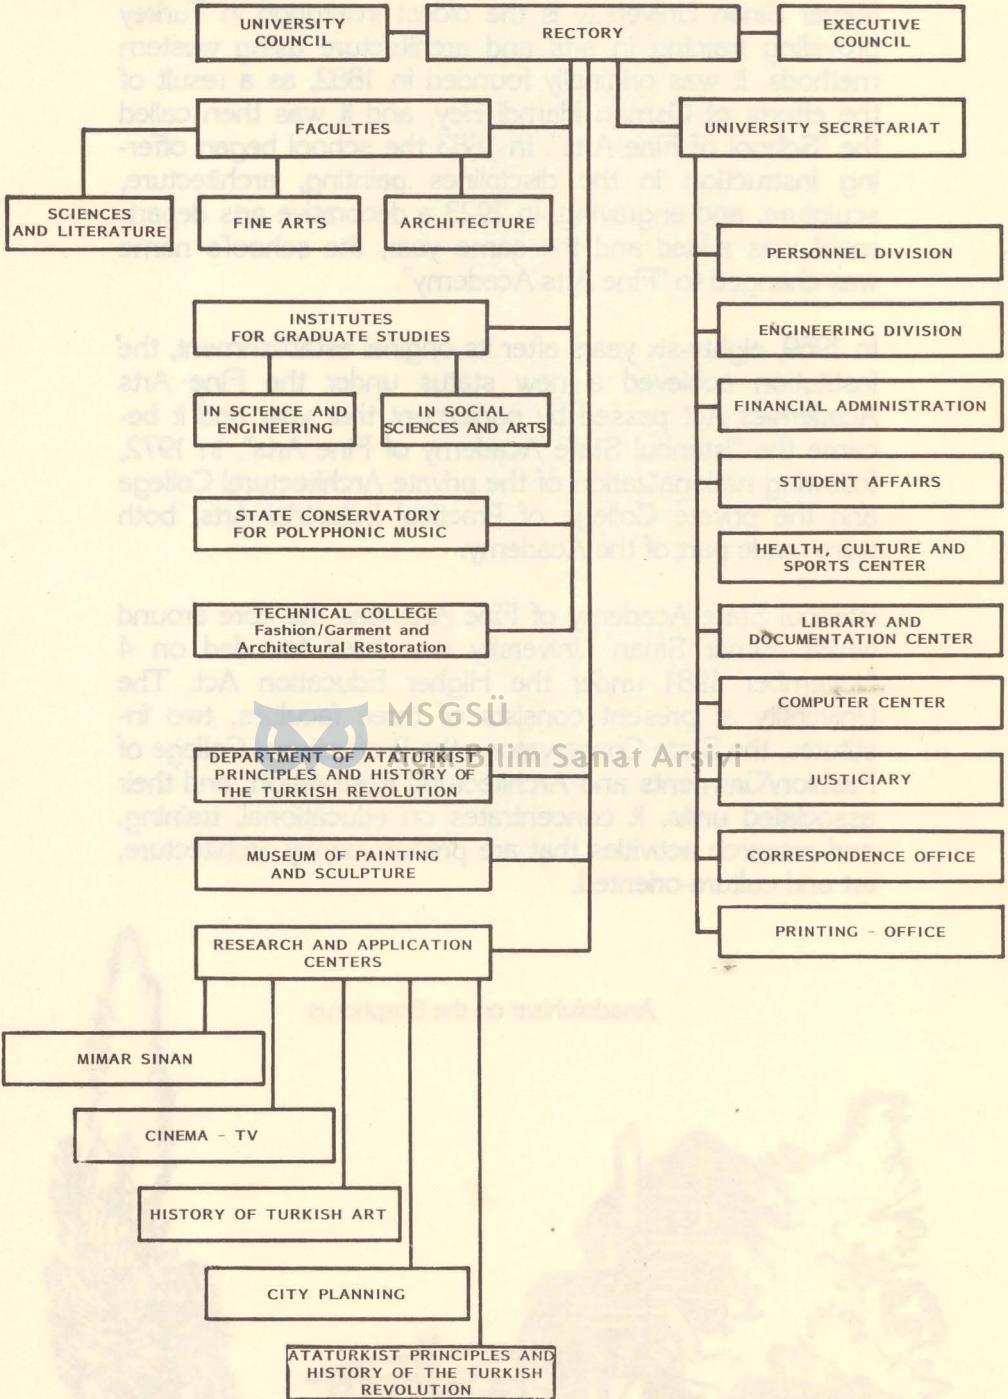 UNIVERSITY
COUNCIL
RECTORY
EXECUTIVE
COUNCIL
FACULTIES
UNIVERSITY SECRETARIAT
SCIENCES
AND LITERATURE
FINE ARTS
ARCHITECTURE
PERSONNEL DIVISION
INSTITUTES
FOR GRADUATE STUDIES
ENGINEERING DIVISION
IN SCIENCE AND
ENGINEERING
IN SOCIAL
SCIENCES AND ARTS
FINANCIAL ADMINISTRATION
STUDENT AFFAIRS
STATE CONSERVATORY
FOR POLYPHONIC MUSIC
HEALTH, CULTURE AND
SPORTS CENTER
TECHNICAL COLLEGE
Fashion/Garment and
Architectural Restoration
LIBRARY AND
DOCUMENTATION CENTER
COMPUTER CENTER
MSGSÜ
Açık Bilim Sanat Arşivi
DEPARTMENT OF ATATURKIST
PRINCIPLES AND HISTORY OF
THE TURKISH REVOLUTION
JUSTICIARY
MUSEUM OF PAINTING
AND SCULPTURE
CORRESPONDENCE OFFICE
RESEARCH AND APPLICATION
CENTERS
PRINTING - OFFICE
MIMAR SINAN
CINEMA - TV
HISTORY OF TURKISH ART
CITY PLANNING
ATATURKIST PRINCIPLES AND
HISTORY OF THE TURKISH
REVOLUTION